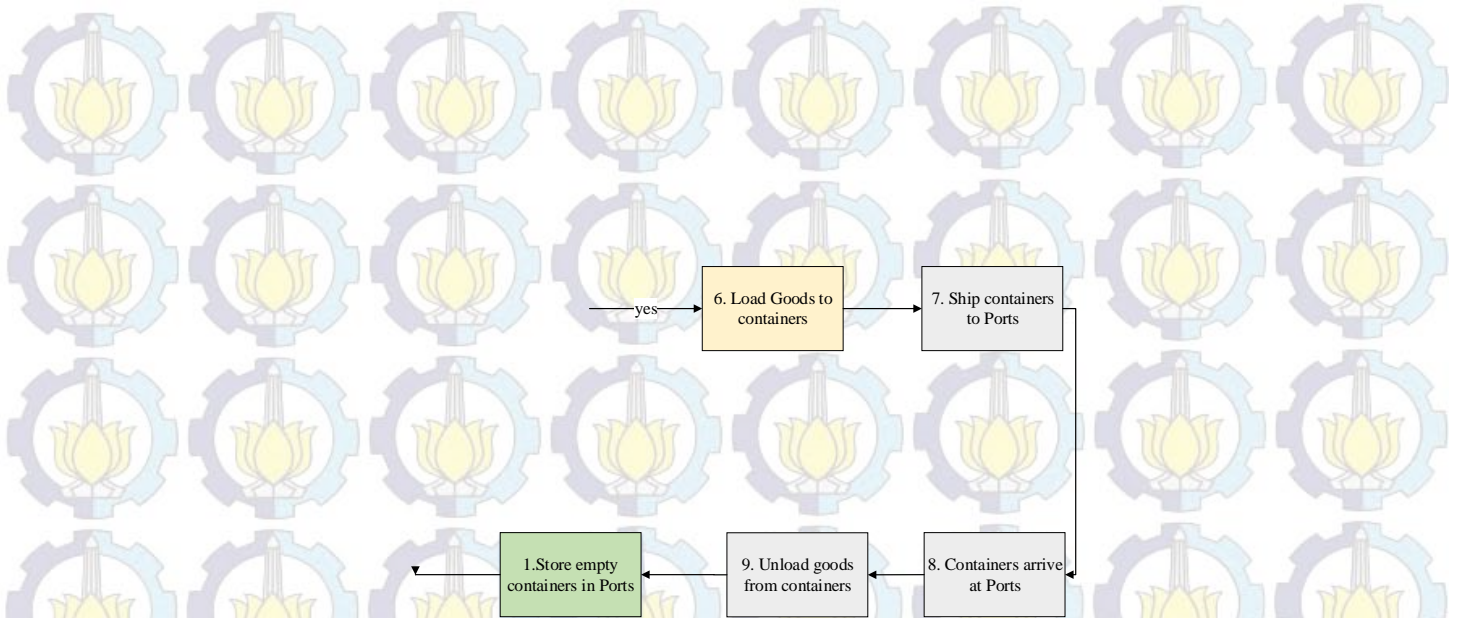 yes
6. Load Goods to
containers
7. Ship containers
to Ports
1.Store empty
containers in Ports
9. Unload goods
from containers
8. Containers arrive
at Ports